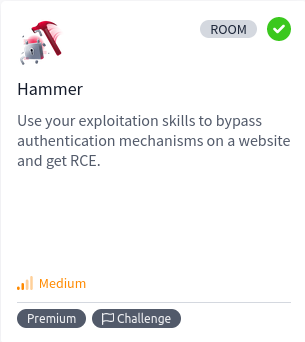 ROOM
Hammer
Use your exploitation skills to bypass
authentication mechanisms on a website
and get RCE.
Medium
Premium
Challenge